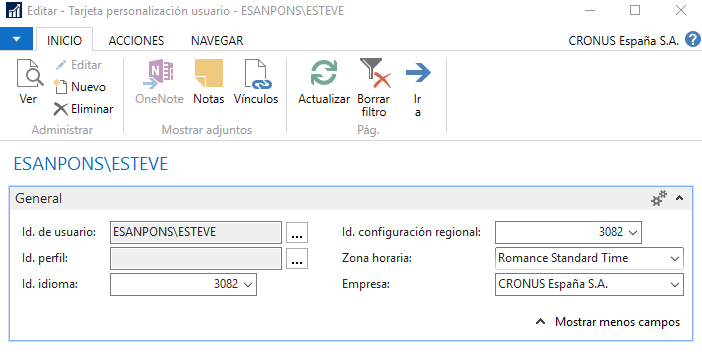 Editar - Tarjeta personalización usuario - ESANPONS\ESTEVE
INICIO ACCIONES NAVEGAR CRONUS España S.A. ?
Ver
Editar
Nuevo
Eliminar
OneNote
Notas
Vínculos
Actualizar
Borrar
filtro
Ir
a
Administrar
Mostrar adjuntos
Pág.
ESANPONS\ESTEVE
General
Id. de usuario: ESANPONS\ESTEVE ...
Id. perfil: ...
Id. idioma: 3082
Id. configuración regional: 3082
Zona horaria: Romance Standard Time
Empresa: CRONUS España S.A.
Mostrar menos campos